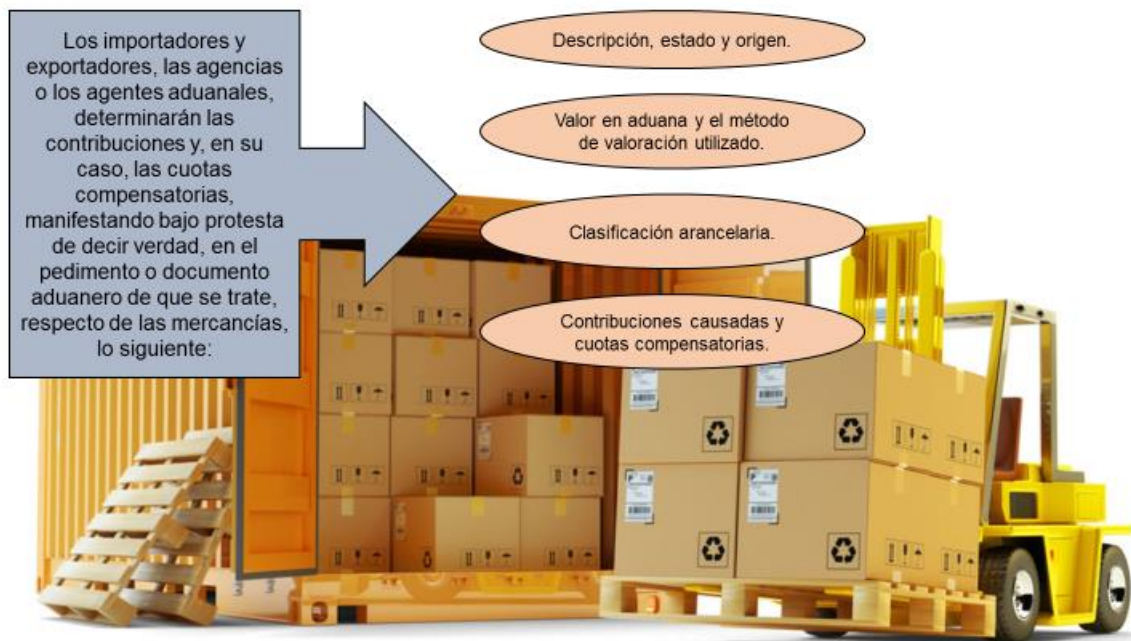 Los importadores y
exportadores, las agencias
o los agentes aduanales,
determinarán las
contribuciones y, en su
caso, las cuotas
compensatorias,
manifestando bajo protesta
de decir verdad, en el
pedimento o documento
aduanero de que se trate,
respecto de las mercancías,
lo siguiente:
Descripción, estado y origen.
Valor en aduana y el método
de valoración utilizado.
Clasificación arancelaria.
Contribuciones causadas y
cuotas compensatorias.